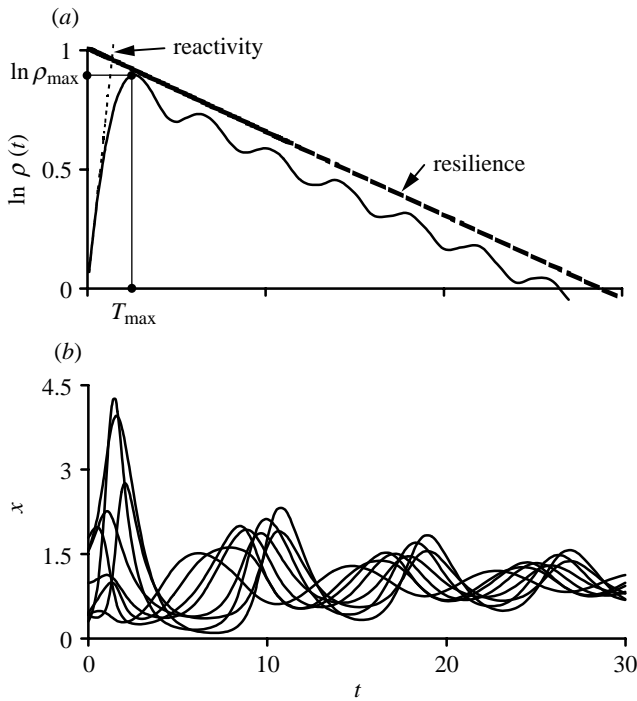 (a)
1
reactivity
ln ρmax
resilience
0.5
ln ρ (t)
0
Tmax
(b)
4.5
3
x
1.5
0
0 10 20 30
t